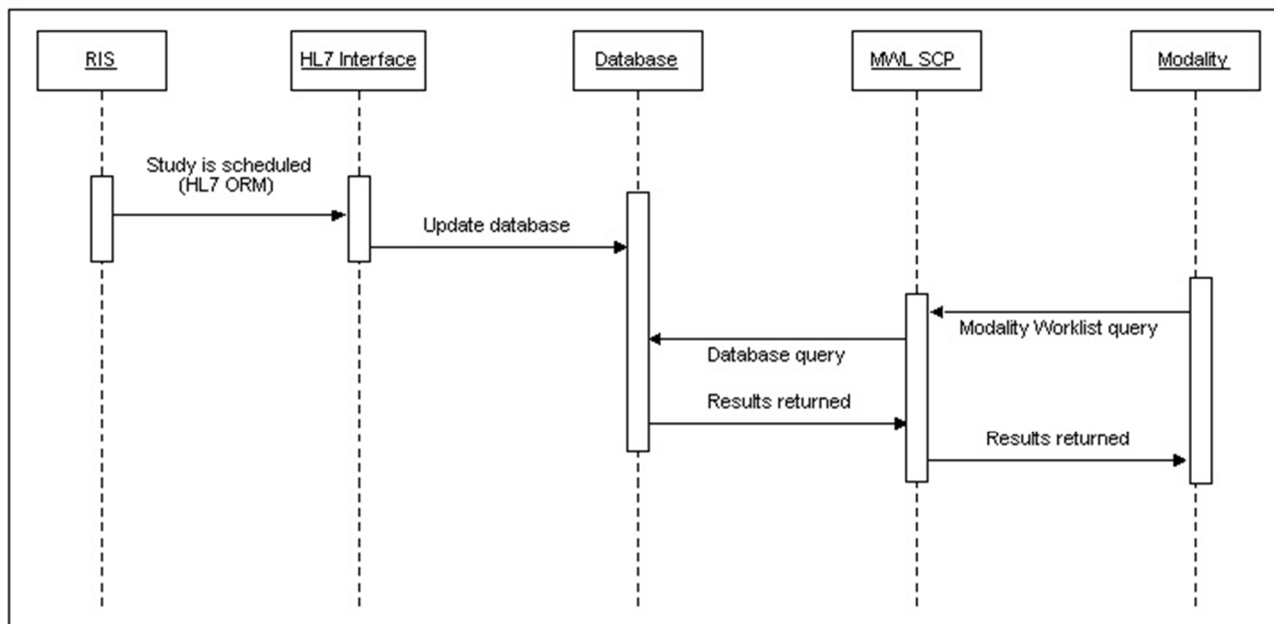 RIS
HL7 Interface
Database
MWL SCP
Modality
Study is scheduled
(HL7 ORM)
Update database
Modality Worklist query
Database query
Results returned
Results returned